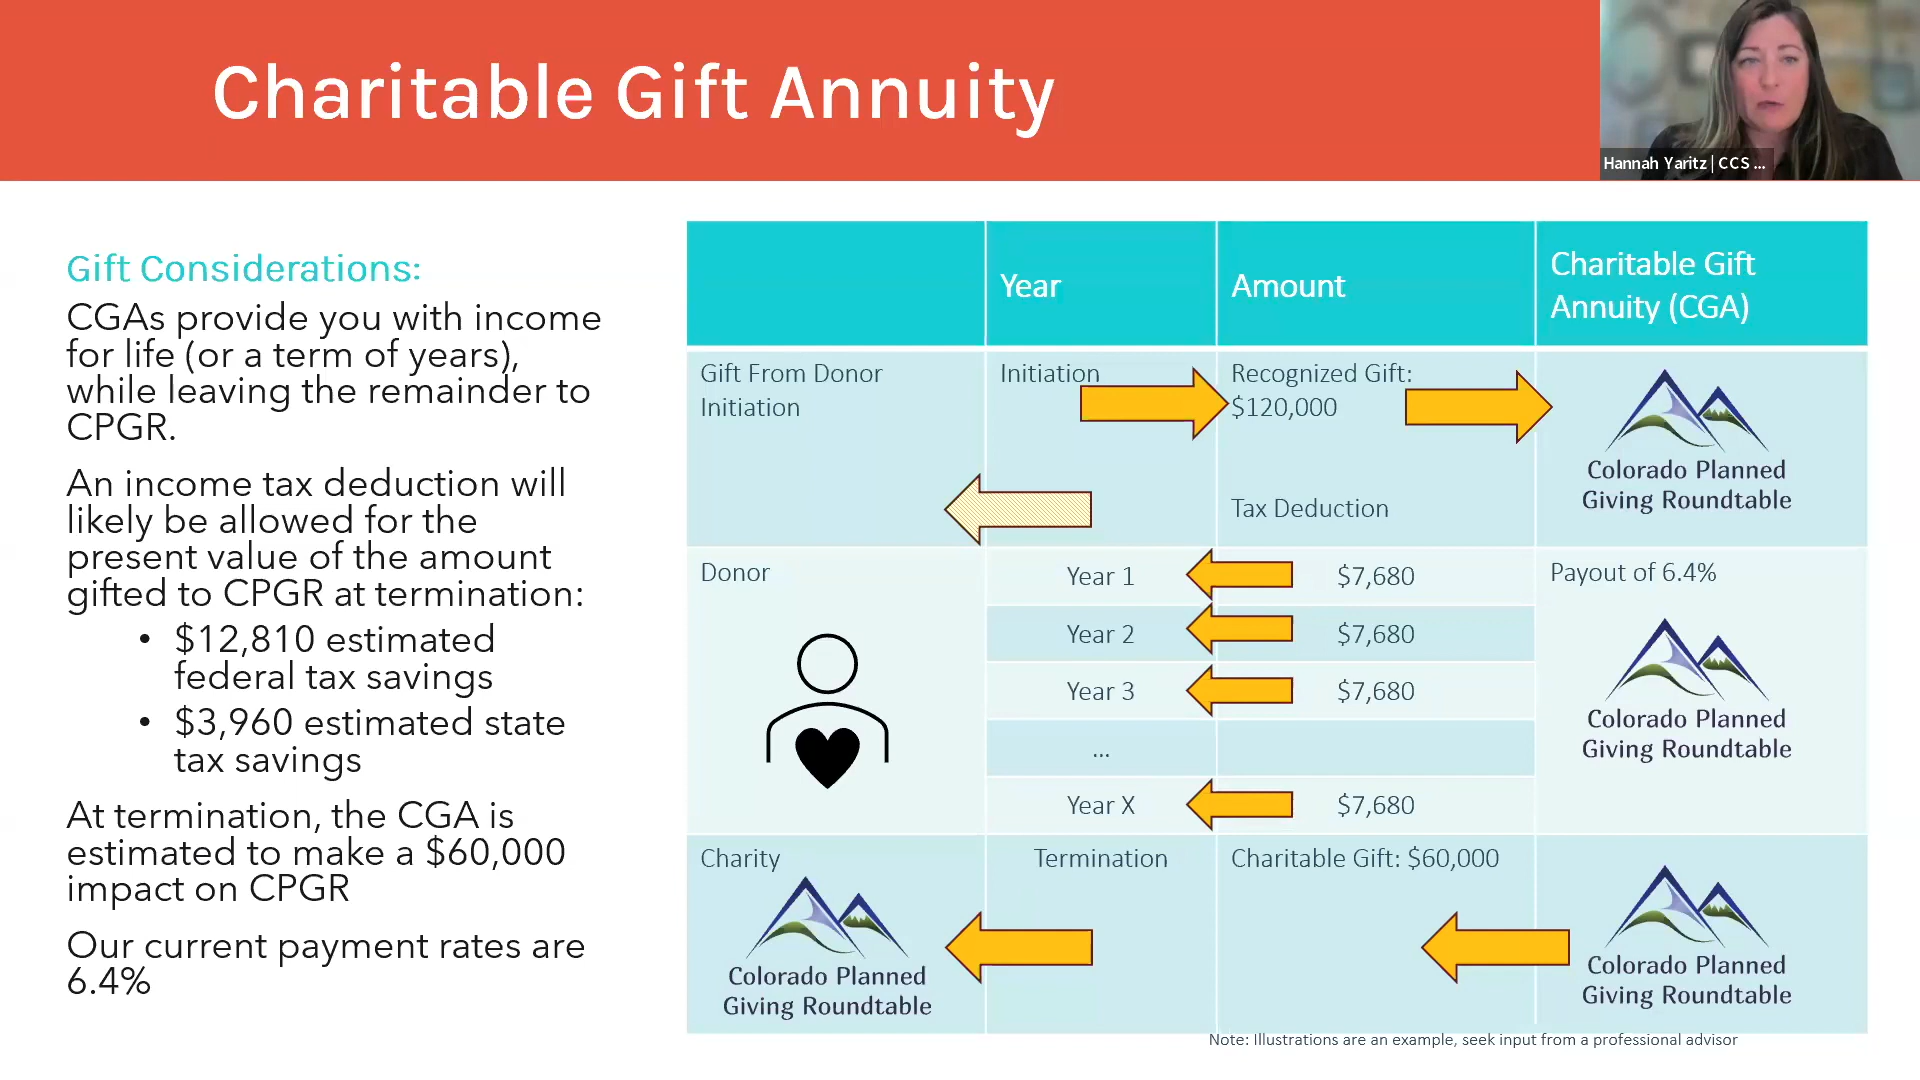 Charitable Gift Annuity
Hannah Yaritz | CCS ...
Gift Considerations:
CGAs provide you with income
for life (or a term of years),
while leaving the remainder to
CPGR.
An income tax deduction will
likely be allowed for the
present value of the amount
gifted to CPGR at termination:
• $12,810 estimated
federal tax savings
• $3,960 estimated state
tax savings
At termination, the CGA is
estimated to make a $60,000
impact on CPGR
Our current payment rates are
6.4%
Year
Amount
Charitable Gift
Annuity (CGA)
Gift From Donor
Initiation
Initiation
Recognized Gift:
$120,000
Tax Deduction
Colorado Planned
Giving Roundtable
Donor
Year 1
$7,680
Year 2
$7,680
Year 3
$7,680
...
Year X
$7,680
Payout of 6.4%
Colorado Planned
Giving Roundtable
Charity
Colorado Planned
Giving Roundtable
Termination
Charitable Gift: $60,000
Colorado Planned
Giving Roundtable
Note: Illustrations are an example, seek input from a professional advisor